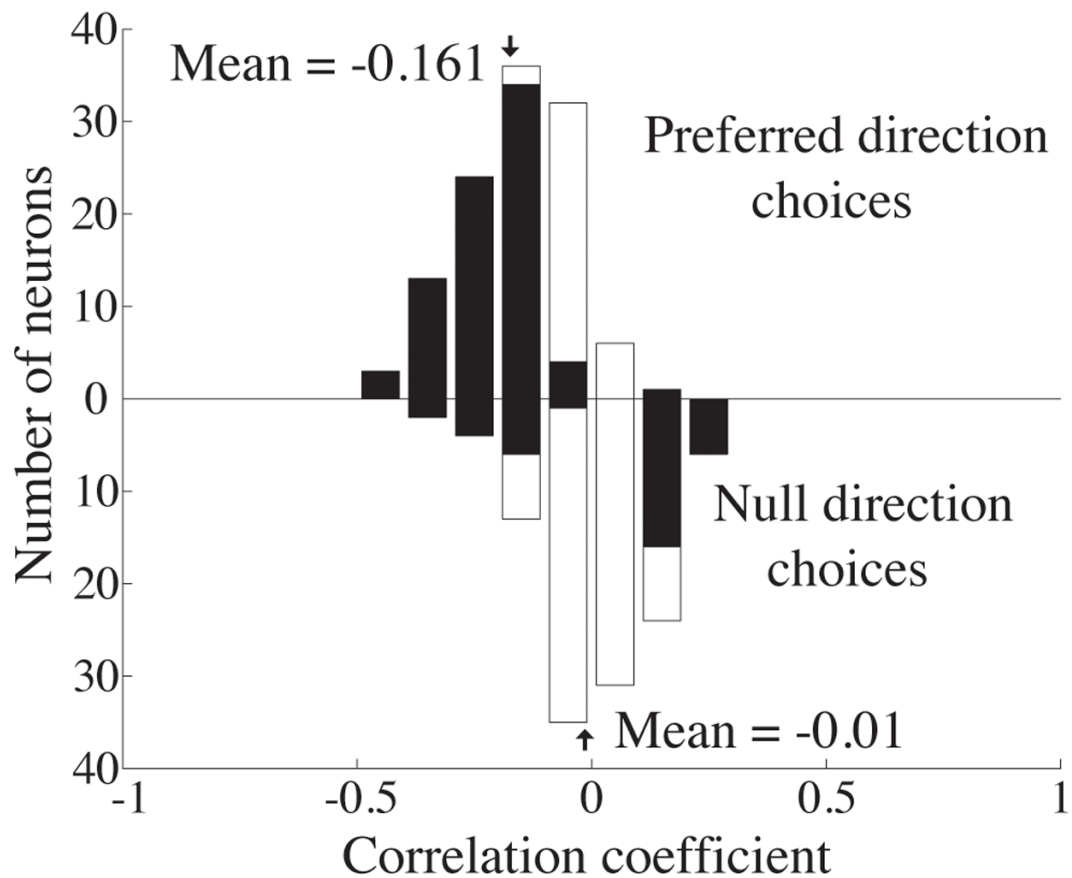 40
Mean = -0.161
30
Preferred direction
choices
20
10
0
10
Null direction
choices
20
30
Mean = -0.01
40
-1
-0.5
0
0.5
1
Number of neurons
Correlation coefficient